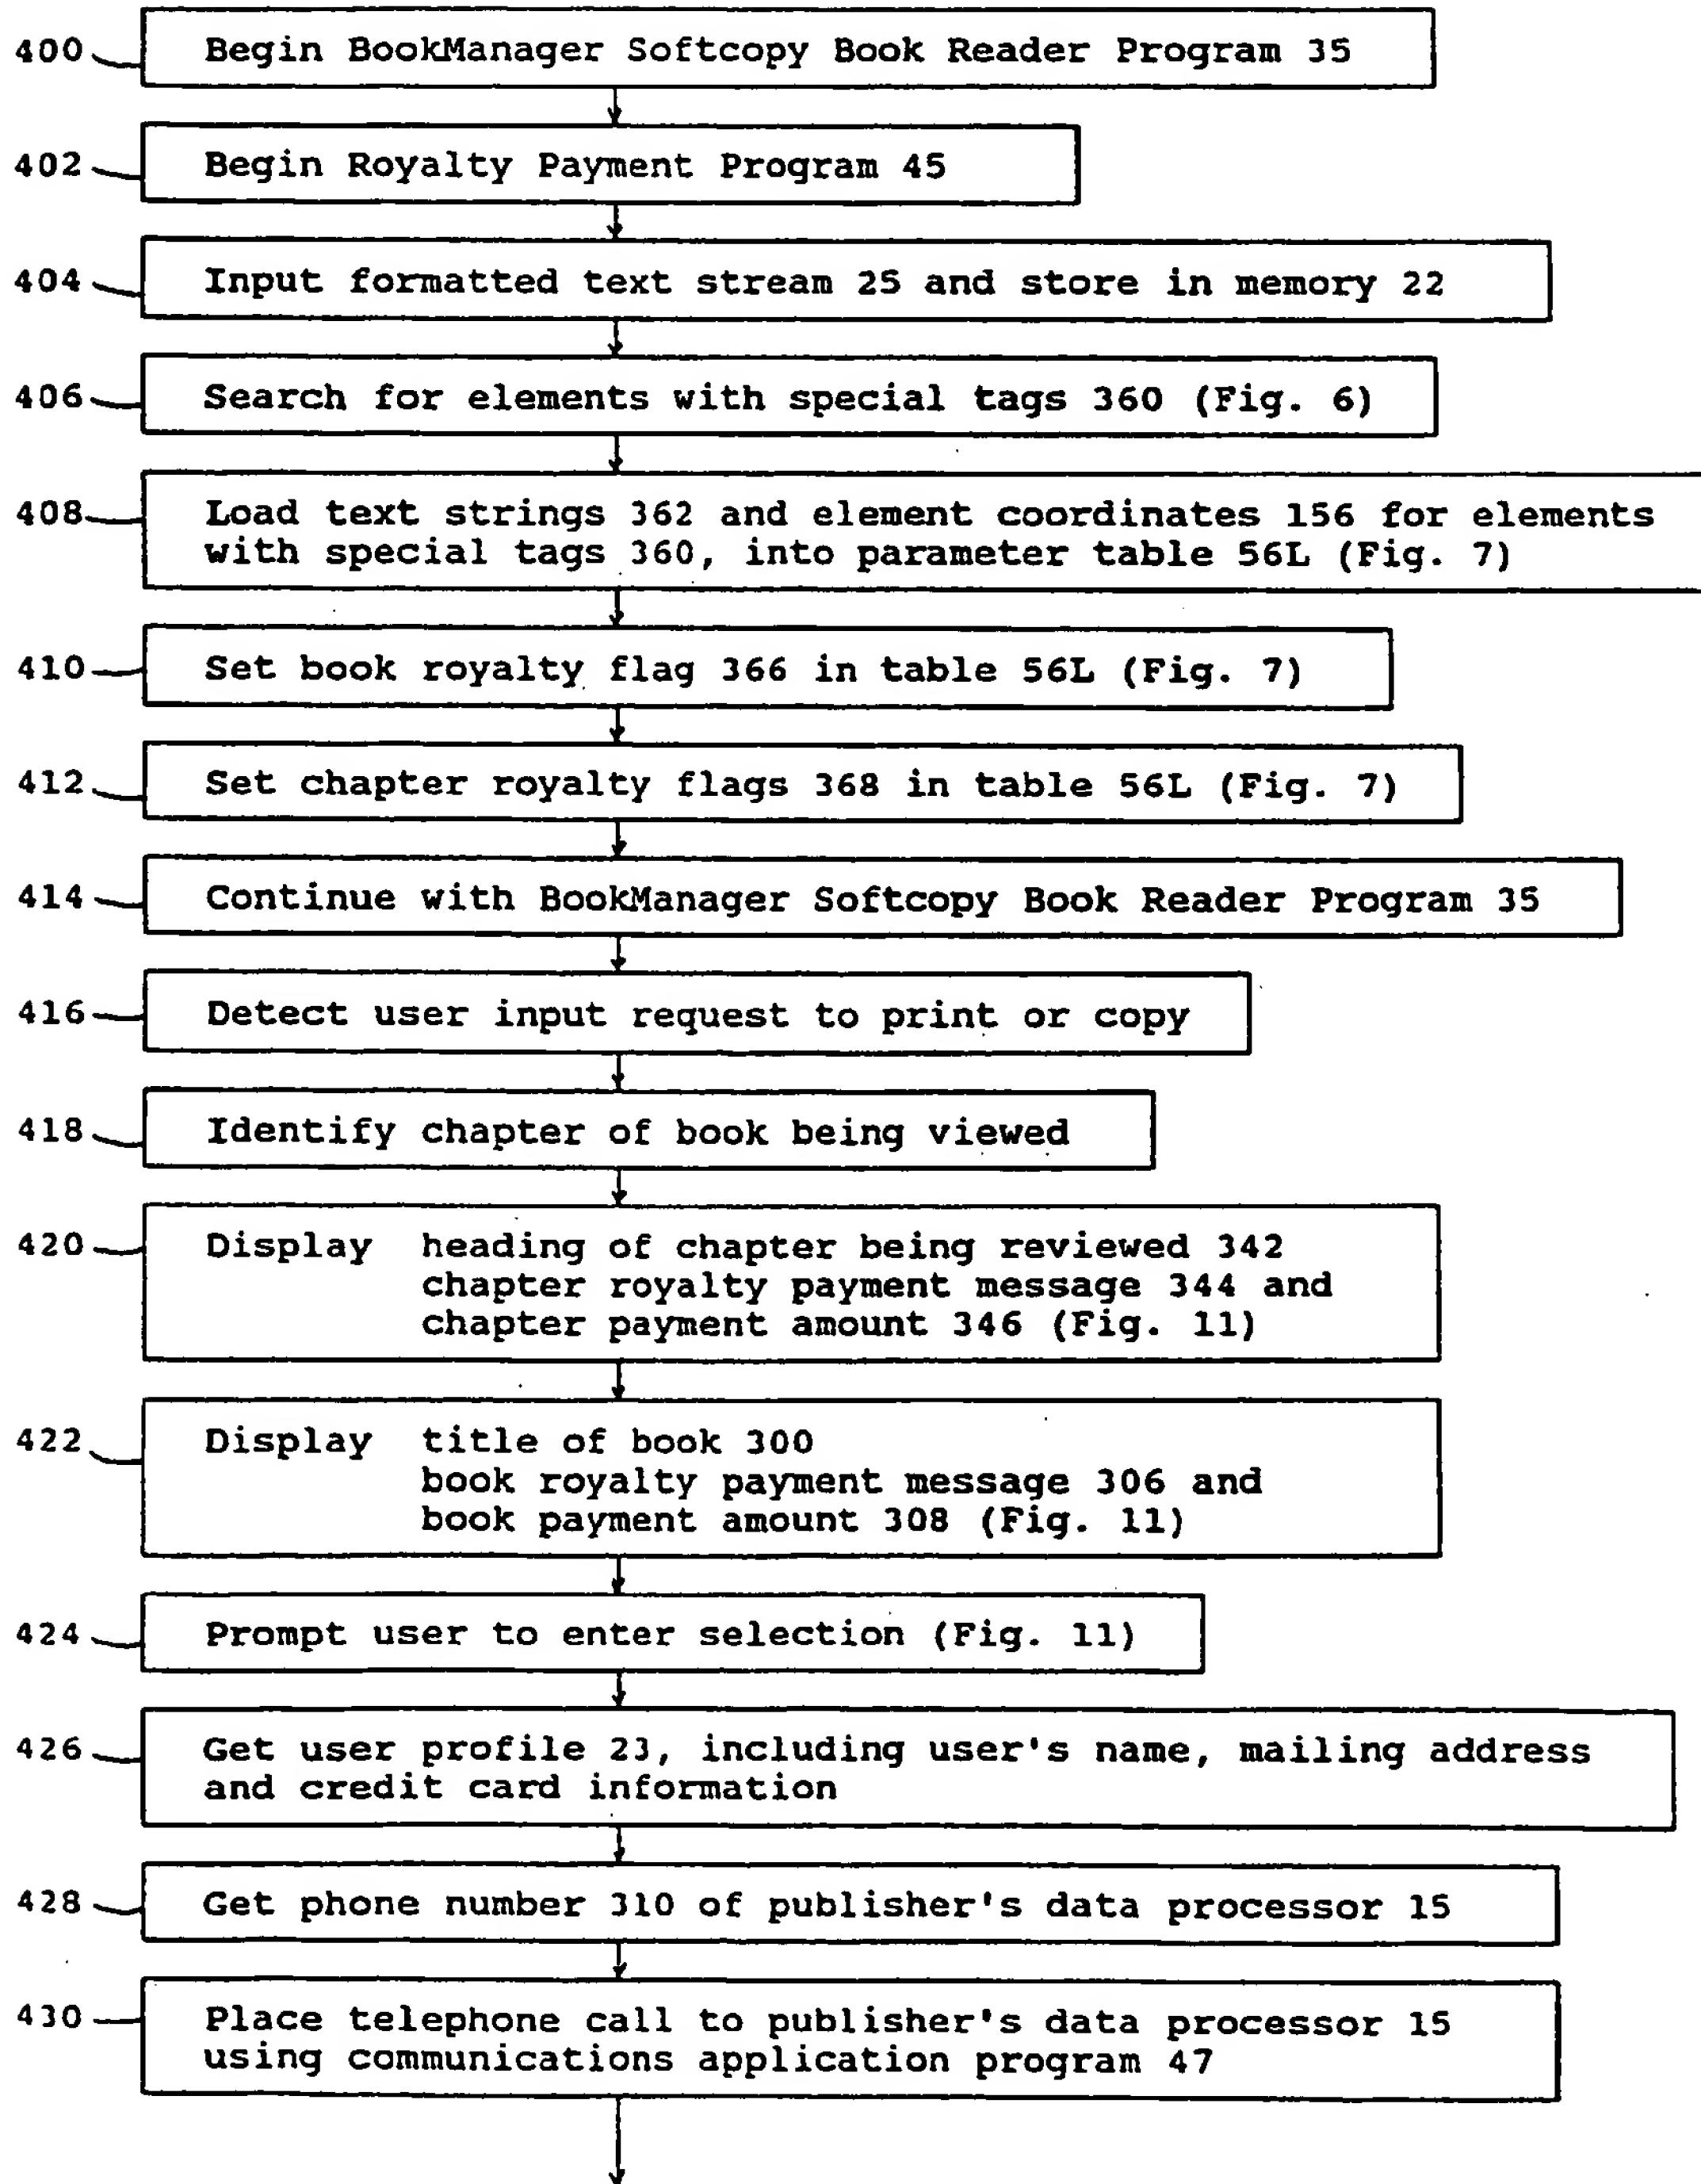 400 Begin BookManager Softcopy Book Reader Program 35
402 Begin Royalty Payment Program 45
404 Input formatted text stream 25 and store in memory 22
406 Search for elements with special tags 360 (Fig. 6)
408 Load text strings 362 and element coordinates 156 for elements
with special tags 360, into parameter table 56L (Fig. 7)
410 Set book royalty flag 366 in table 56L (Fig. 7)
412 Set chapter royalty flags 368 in table 56L (Fig. 7)
414 Continue with BookManager Softcopy Book Reader Program 35
416 Detect user input request to print or copy
418 Identify chapter of book being viewed
420 Display heading of chapter being reviewed 342
chapter royalty payment message 344 and
chapter payment amount 346 (Fig. 11)
422 Display title of book 300
book royalty payment message 306 and
book payment amount 308 (Fig. 11)
424 Prompt user to enter selection (Fig. 11)
426 Get user profile 23, including user's name, mailing address
and credit card information
428 Get phone number 310 of publisher's data processor 15
430 Place telephone call to publisher's data processor 15
using communications application program 47